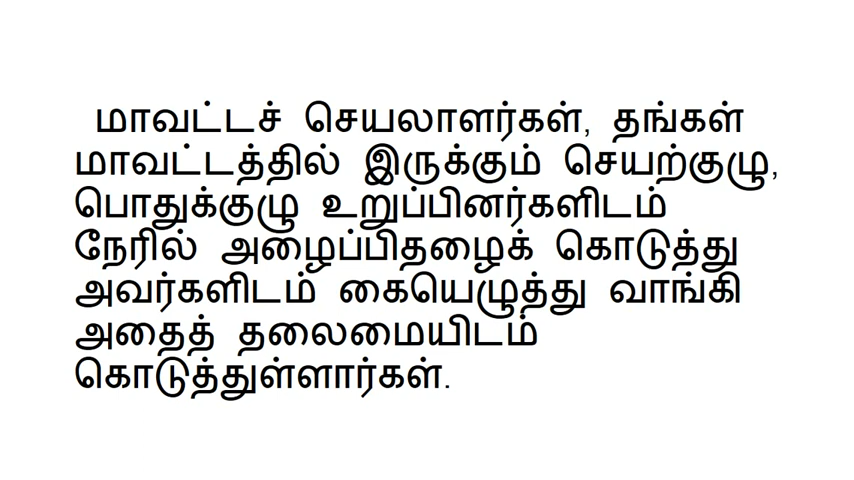 மாவட்டச் செயலாளர்கள், தங்கள்
மாவட்டத்தில் இருக்கும் செயற்குழு,
பொதுக்குழு உறுப்பினர்களிடம்
நேரில் அழைப்பிதழைக் கொடுத்து
அவர்களிடம் கையெழுத்து வாங்கி
அதைத் தலைமையிடம்
கொடுத்துள்ளார்கள்.